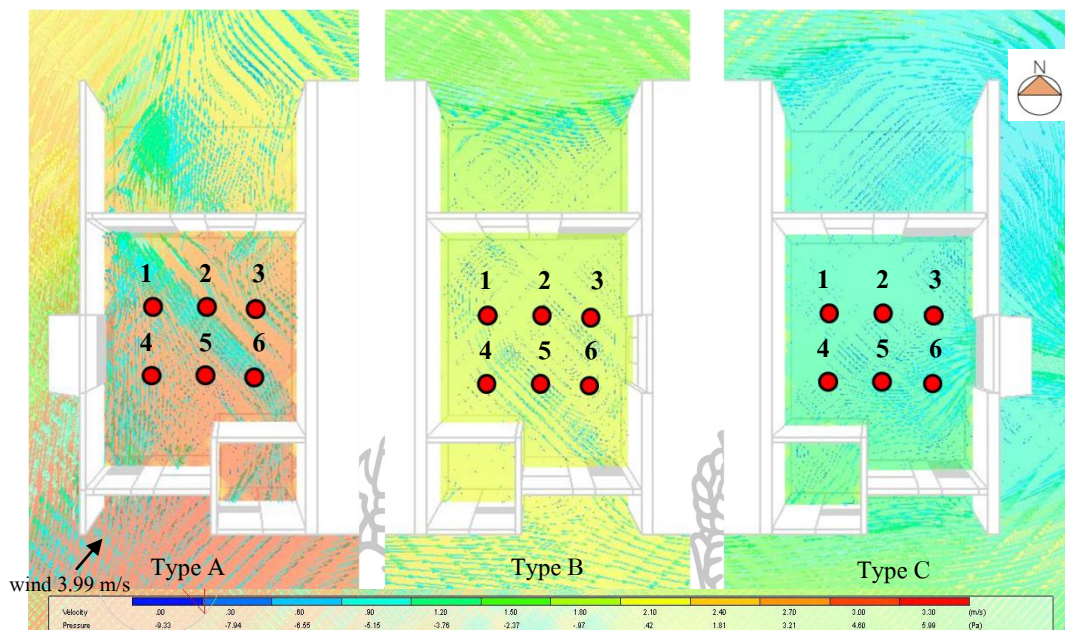 N
1 2 3
4 5 6
1 2 3
4 5 6
1 2 3
4 5 6
Type A
Type B
Type C
wind 3.99 m/s
Velocity .00 .30 .60 .90 1.20 1.50 1.80 2.10 2.40 2.70 3.00 3.30 (m/s)
Pressure -9.33 -7.94 -6.55 -5.15 -3.76 -2.37 -.97 .42 1.81 3.21 4.60 5.99 (Pa)